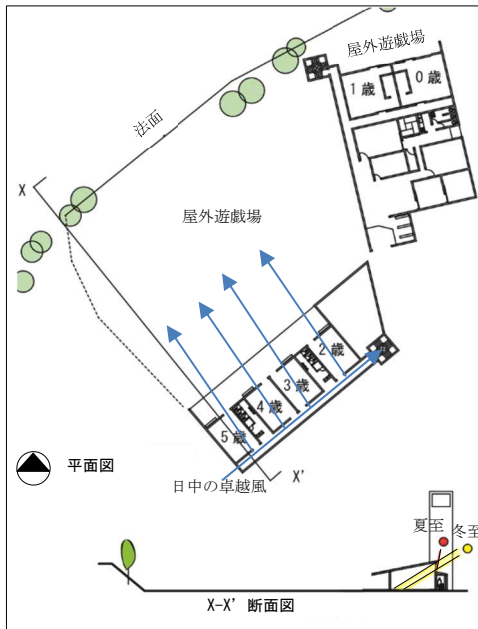 屋外遊戯場
1歳
0歳
法面
X
屋外遊戯場
2歳
3歳
4歳
5歳
X'
日中の卓越風
平面図
夏至
冬至
X-X' 断面図